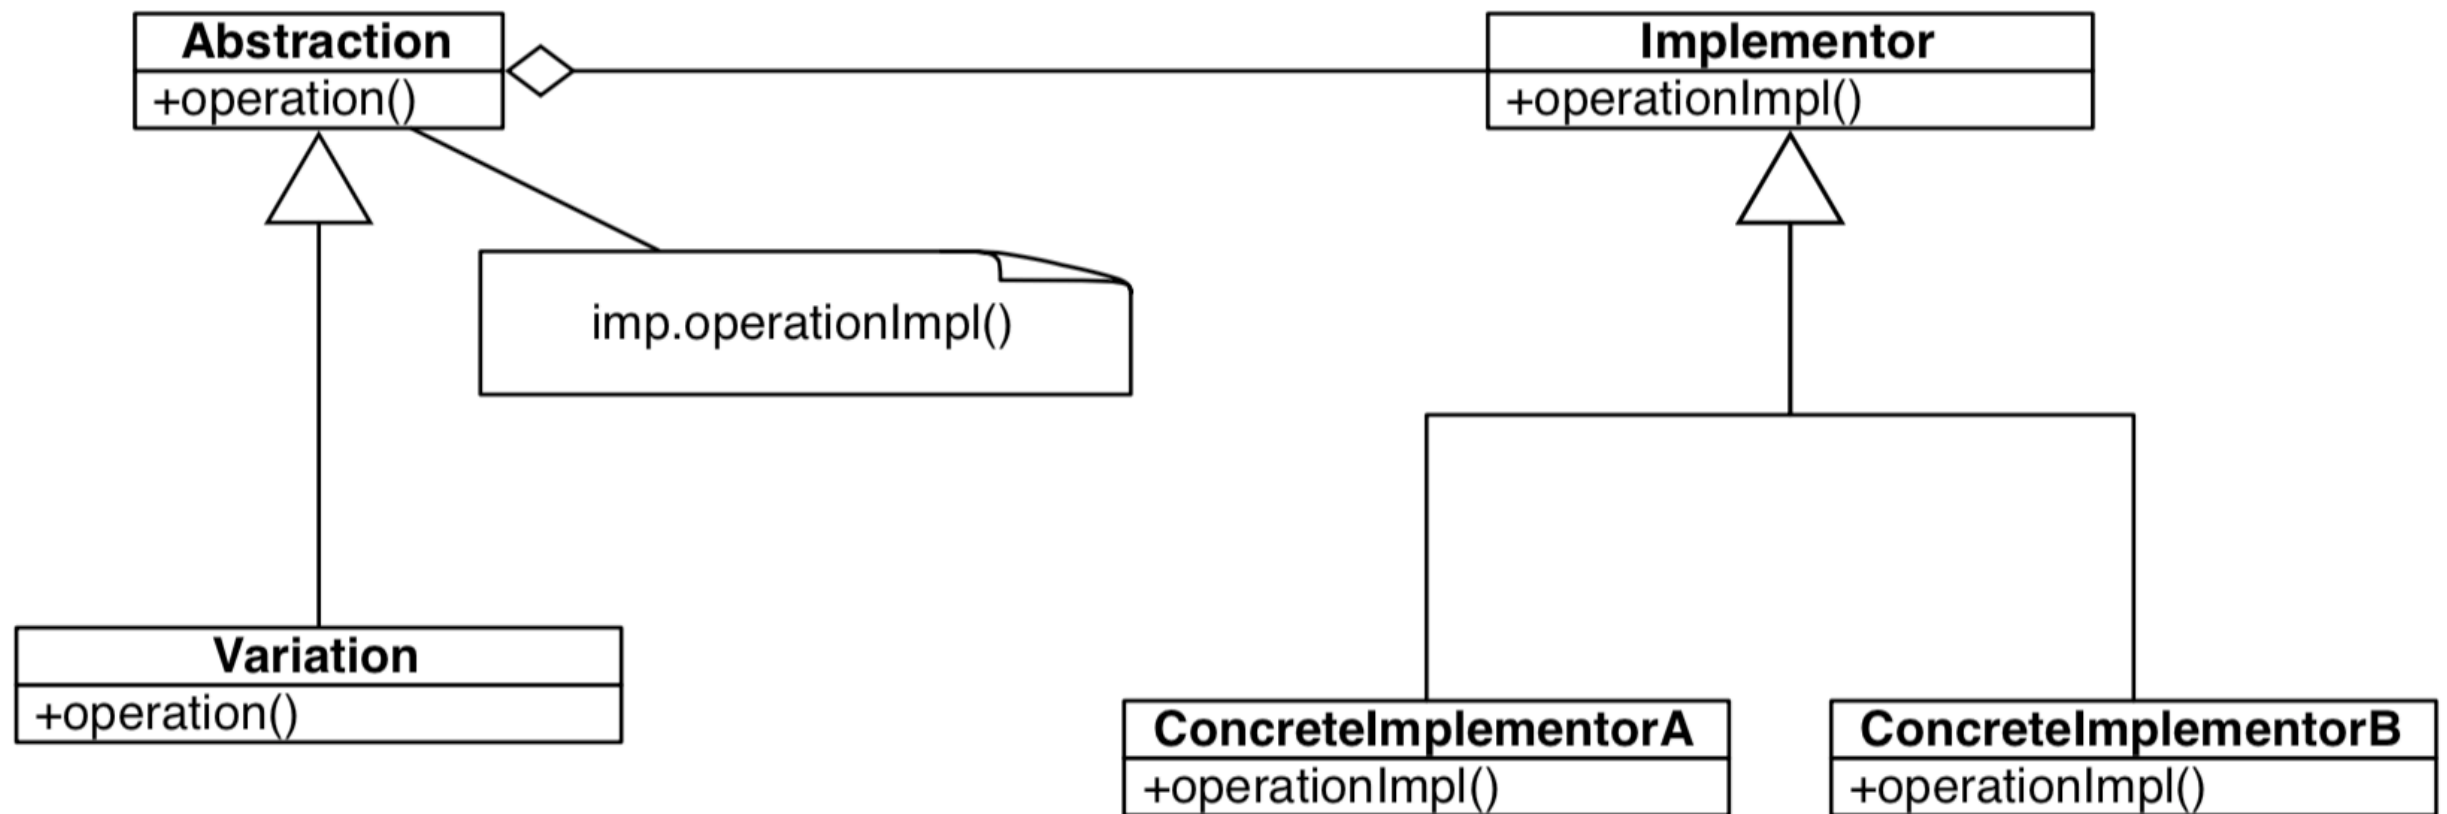 Abstraction
+operation()
Implementor
+operationImpl()
imp.operationImpl()
Variation
+operation()
ConcreteImplementorA
+operationImpl()
ConcreteImplementorB
+operationImpl()